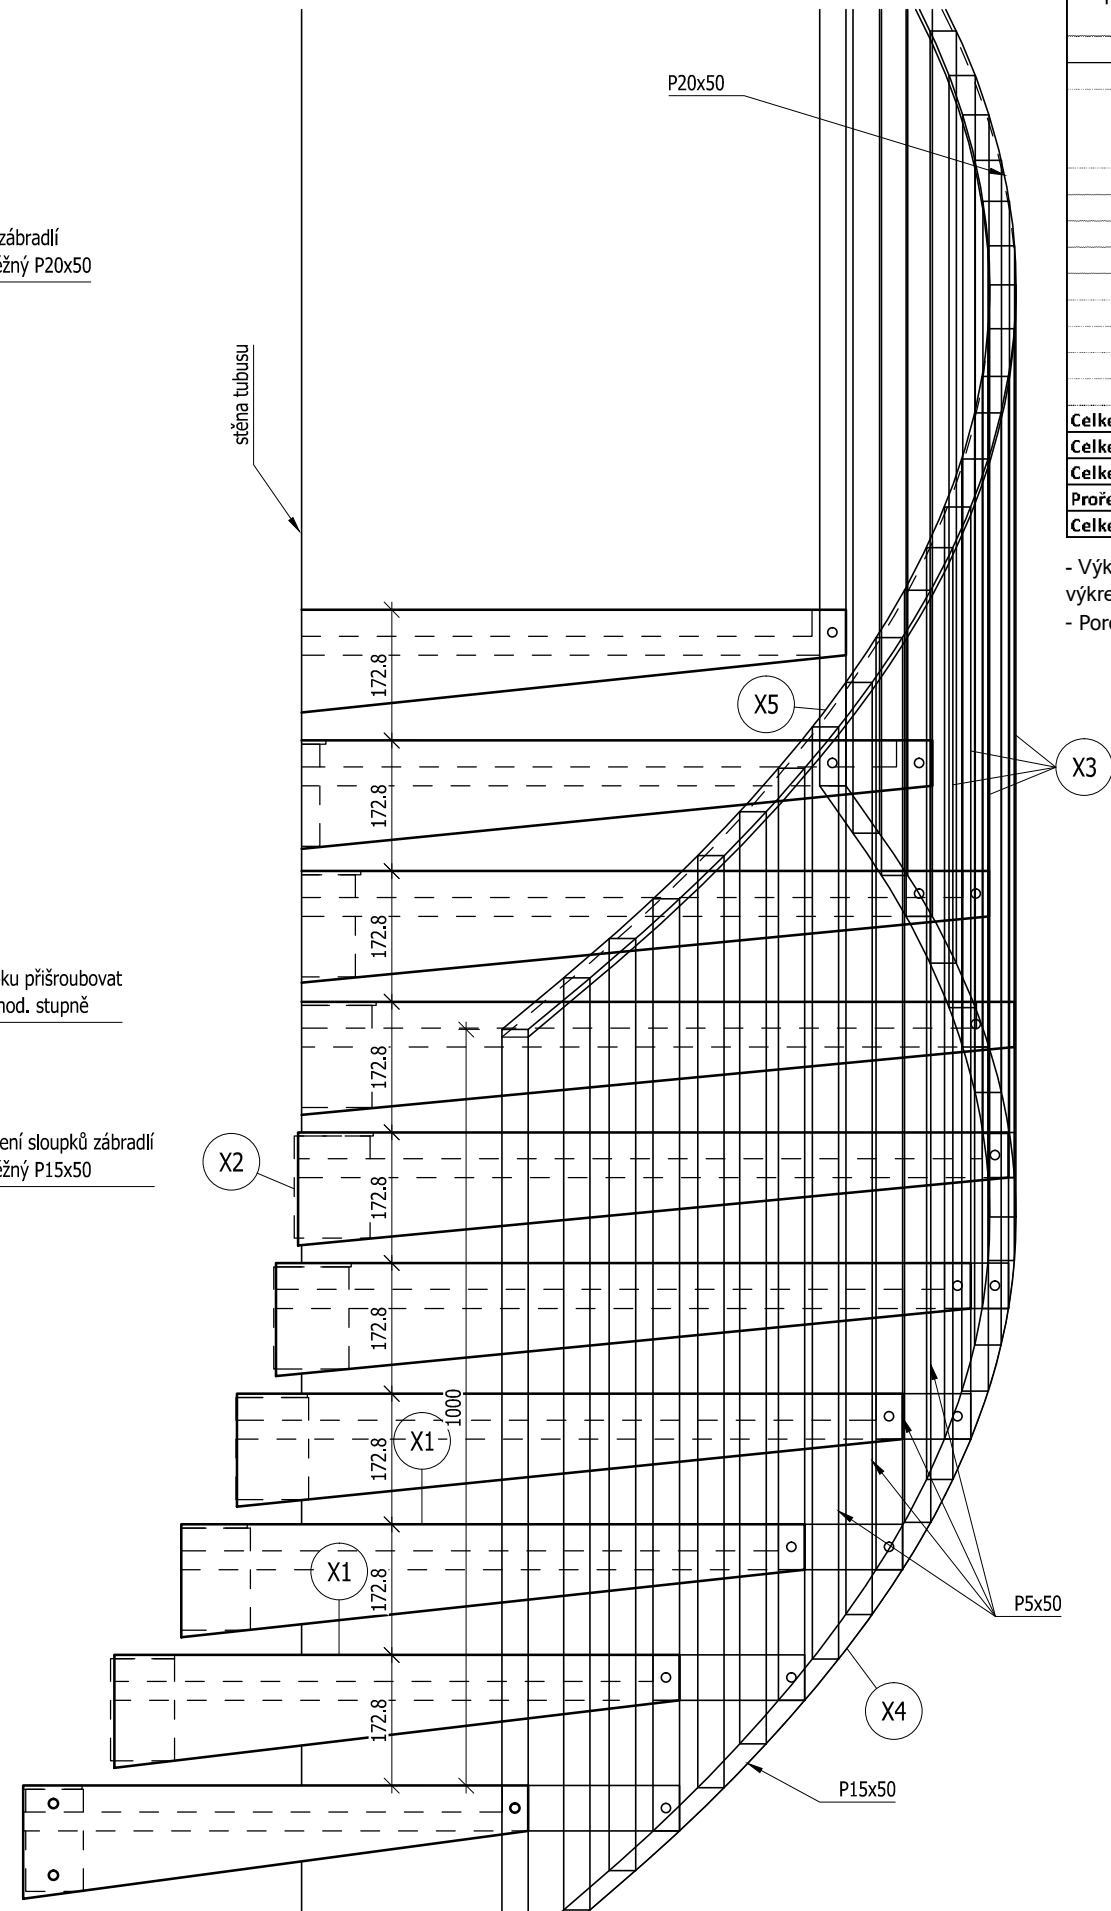 P20x50
zábradlí
ěžný P20x50
stěna tubusu
Celke
Celke
Celke
Proře
Celke
- Výk
výkre
- Por
172.8
X5
X3
172.8
172.8
ku přišroubovat
nod. stupně
172.8
ení sloupků zábradlí
ěžný P15x50
X2
172.8
172.8
1000
X1
172.8
X1
172.8
P5x50
172.8
X4
P15x50